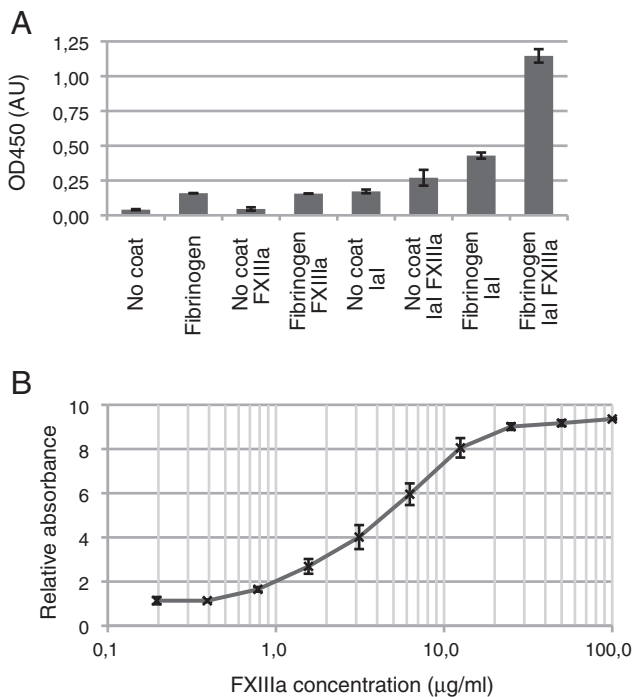 A
OD450 (AU)
1,25
1,00
0,75
0,50
0,25
0,00
No coat
Fibrinogen
No coat
FXIIIa
Fibrinogen
FXIIIa
No coat
IaI
No coat
IaI FXIIIa
Fibrinogen
IaI
Fibrinogen
IaI FXIIIa
B
Relative absorbance
10
8
6
4
2
0
0,1
1,0
10,0
100,0
FXIIIa concentration (μg/ml)